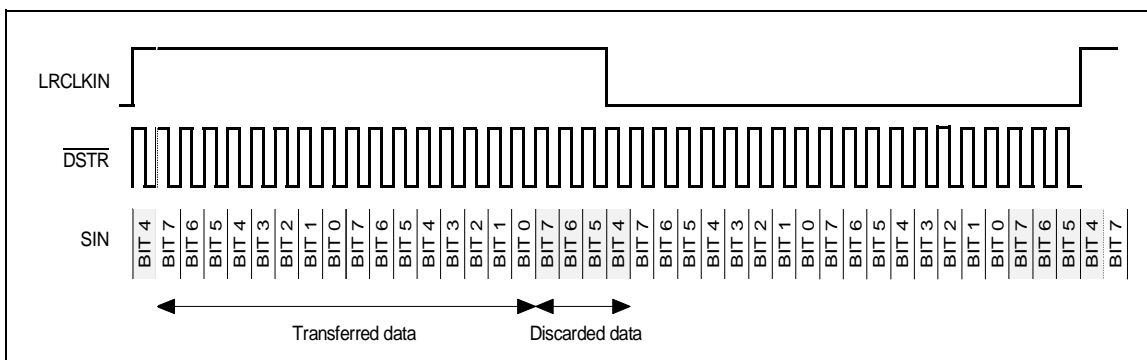 LRCLKIN
DSTR
SIN
BIT 4 BIT 7 BIT 6 BIT 5 BIT 4 BIT 3 BIT 2 BIT 1 BIT 0 BIT 7 BIT 6 BIT 5 BIT 4 BIT 3 BIT 2 BIT 1 BIT 0 BIT 7 BIT 6 BIT 5 BIT 4 BIT 7 BIT 6 BIT 5 BIT 4 BIT 3 BIT 2 BIT 1 BIT 0 BIT 7 BIT 6 BIT 5 BIT 4 BIT 3 BIT 2 BIT 1 BIT 0 BIT 7 BIT 6 BIT 5 BIT 4 BIT 7
Transferred data
Discarded data